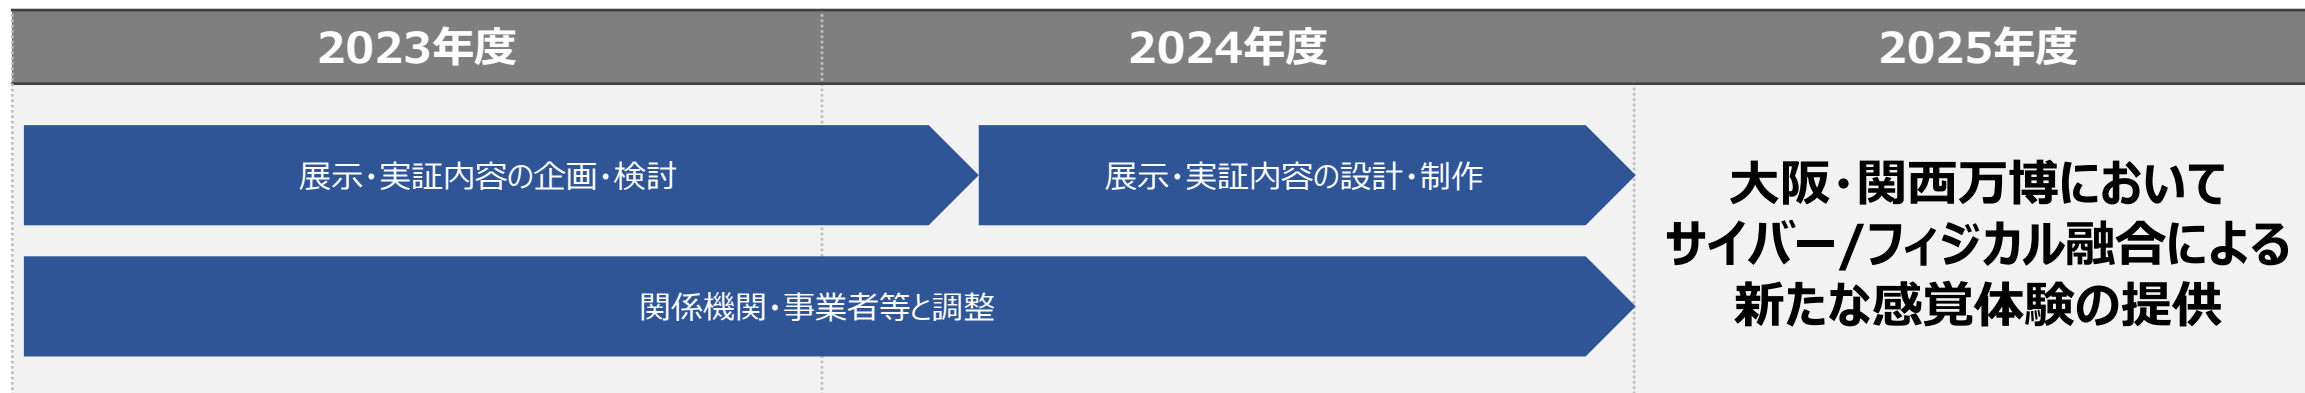 2023年度
2024年度
2025年度
展示・実証内容の企画・検討
展示・実証内容の設計・制作
関係機関・事業者等と調整
大阪・関西万博において
サイバー/フィジカル融合による
新たな感覚体験の提供